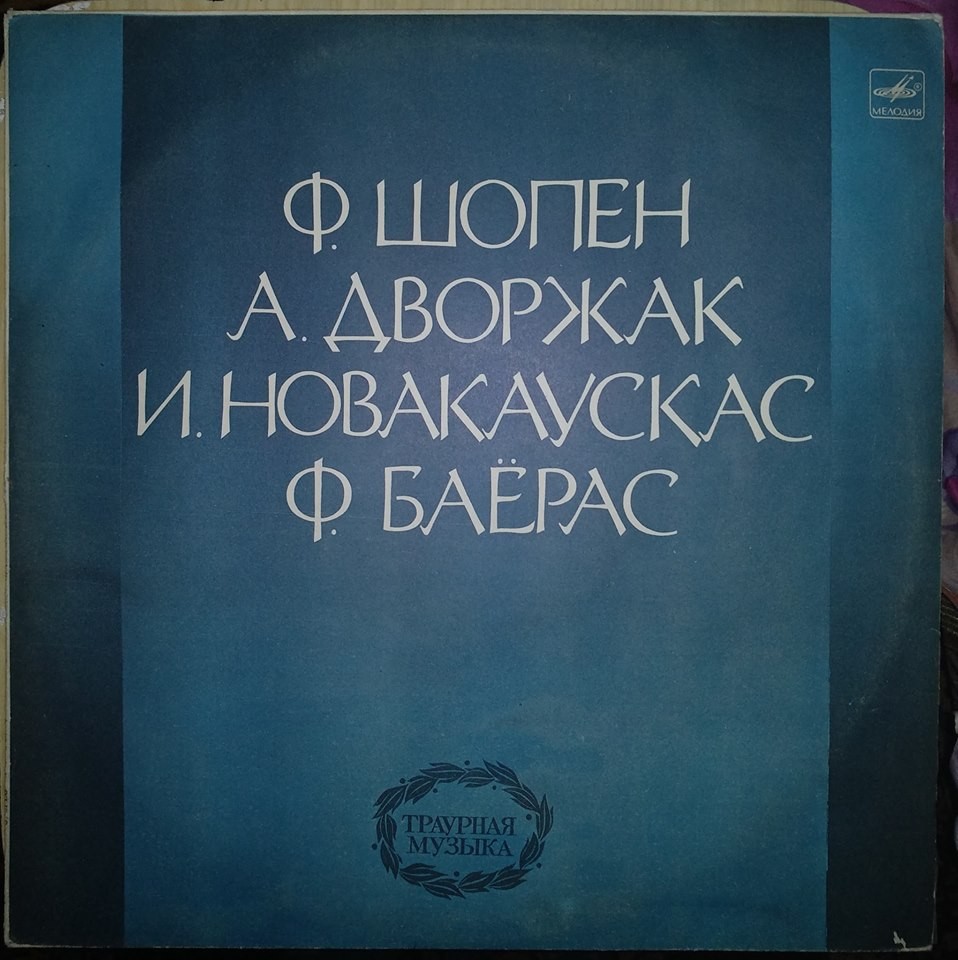 МЕЛОДИЯ
Ф. ШОПЕН
А. ДВОРЖАК
И. НОВАКАУСКАС
Ф. БАЁРАС
ТРАУРНАЯ
МУЗЫКА